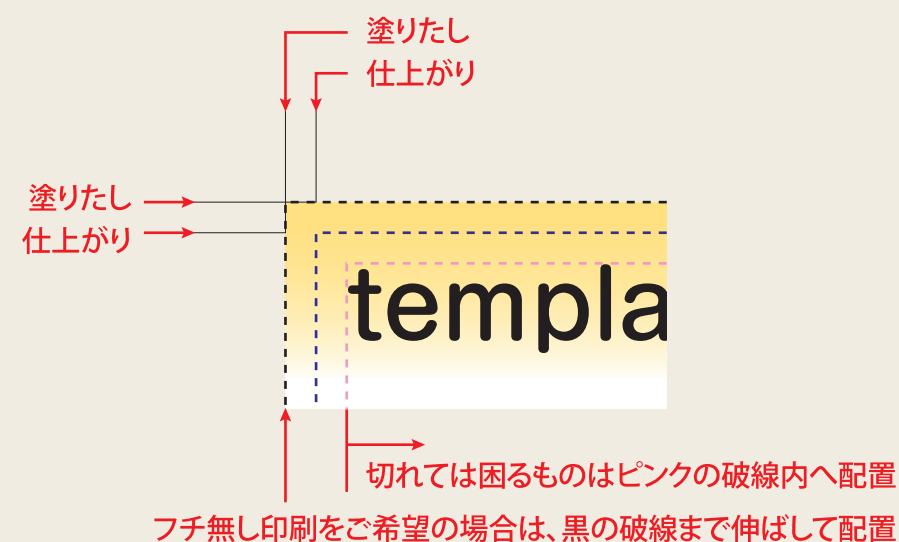 塗りたし
仕上がり
塗りたし
仕上がり
templa
切れては困るものはピンクの破線内へ配置
フチ無し印刷をご希望の場合は、黒の破線まで伸ばして配置